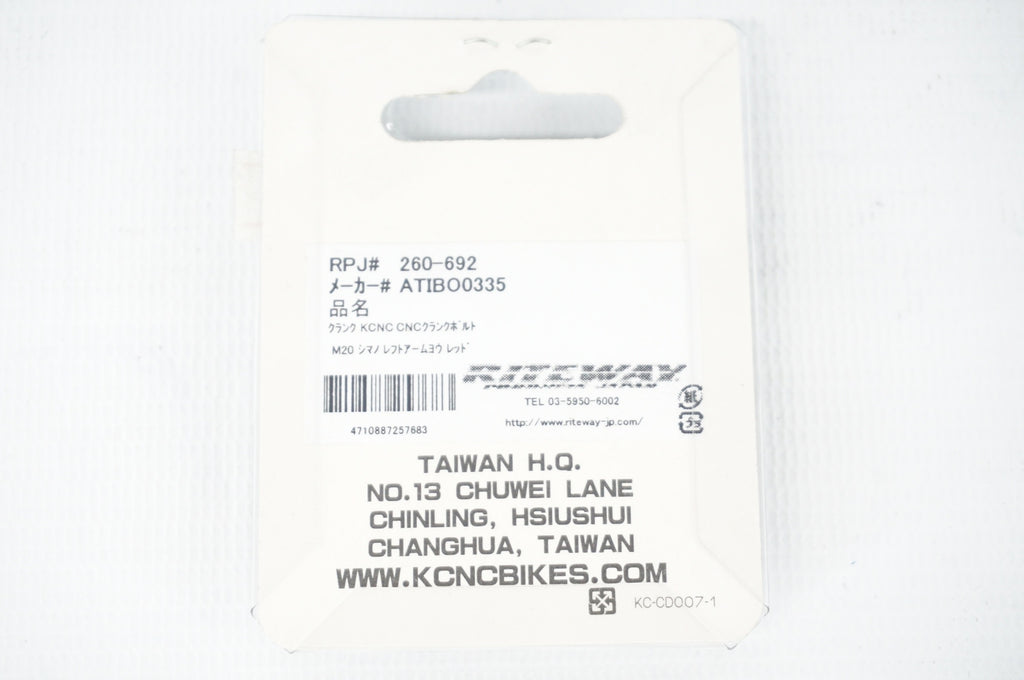 RPJ# 260-692
メーカー# ATIBO0335
品名
クランク KCNC CNCクランクボルト
M20 シマノ レフトアームヨウ レッド
RITEWAY
TEL 03-5950-6002
http://www.riteway-jp.com/
紙
プラ
4710887257683
TAIWAN H.Q.
NO.13 CHUWEI LANE
CHINLING, HSIUSHUI
CHANGHUA, TAIWAN
WWW.KCNCBIKES.COM
KC-CD007-1